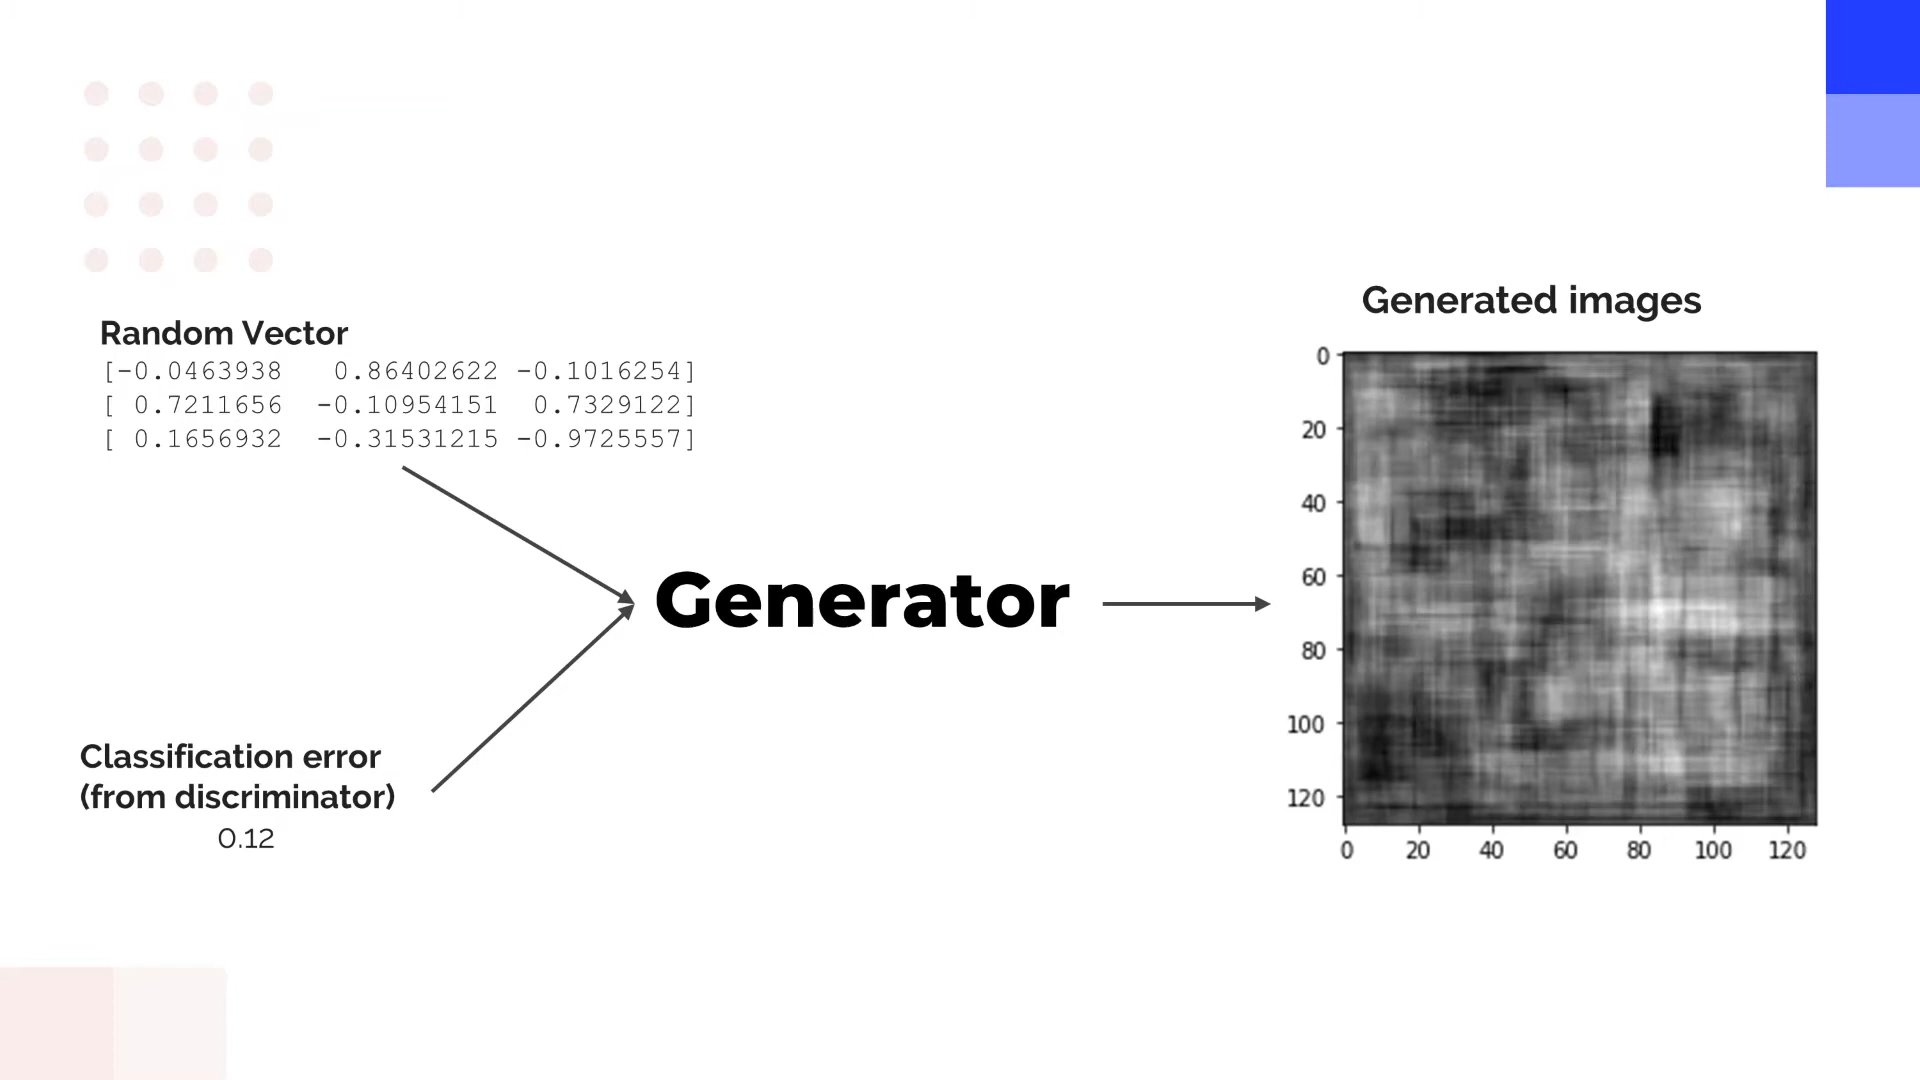 Random Vector
[-0.0463938   0.86402622 -0.1016254]
[ 0.7211656  -0.10954151  0.7329122]
[ 0.1656932  -0.31531215 -0.9725557]
Classification error
(from discriminator)
0.12
Generator
Generated images
0
20
40
60
80
100
120
0 20 40 60 80 100 120